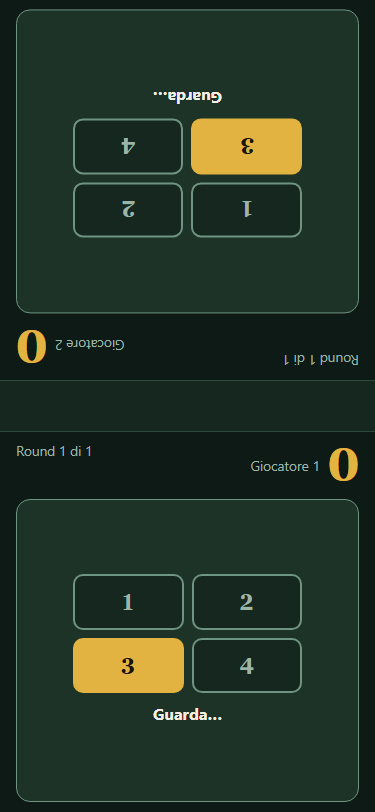 Guarda...
4 3
2 1
0 Giocatore 2
Round 1 di 1
Round 1 di 1
Giocatore 1 0
1 2
3 4
Guarda...